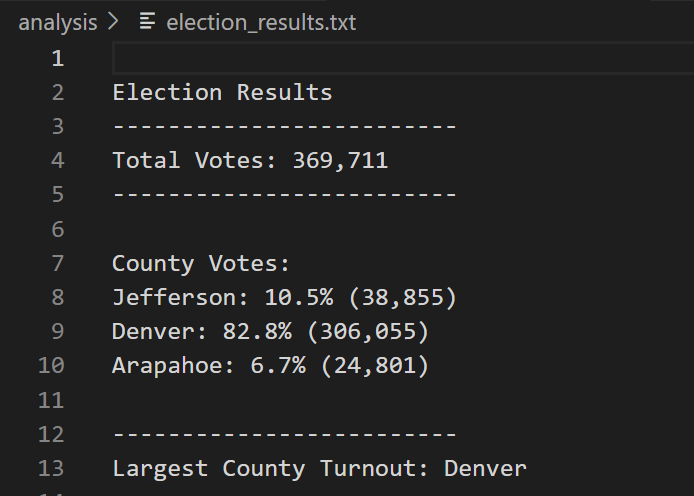 analysis > election_results.txt
1
2 Election Results
3 -------------------------
4 Total Votes: 369,711
5 -------------------------
6
7 County Votes:
8 Jefferson: 10.5% (38,855)
9 Denver: 82.8% (306,055)
10 Arapahoe: 6.7% (24,801)
11
12 -------------------------
13 Largest County Turnout: Denver